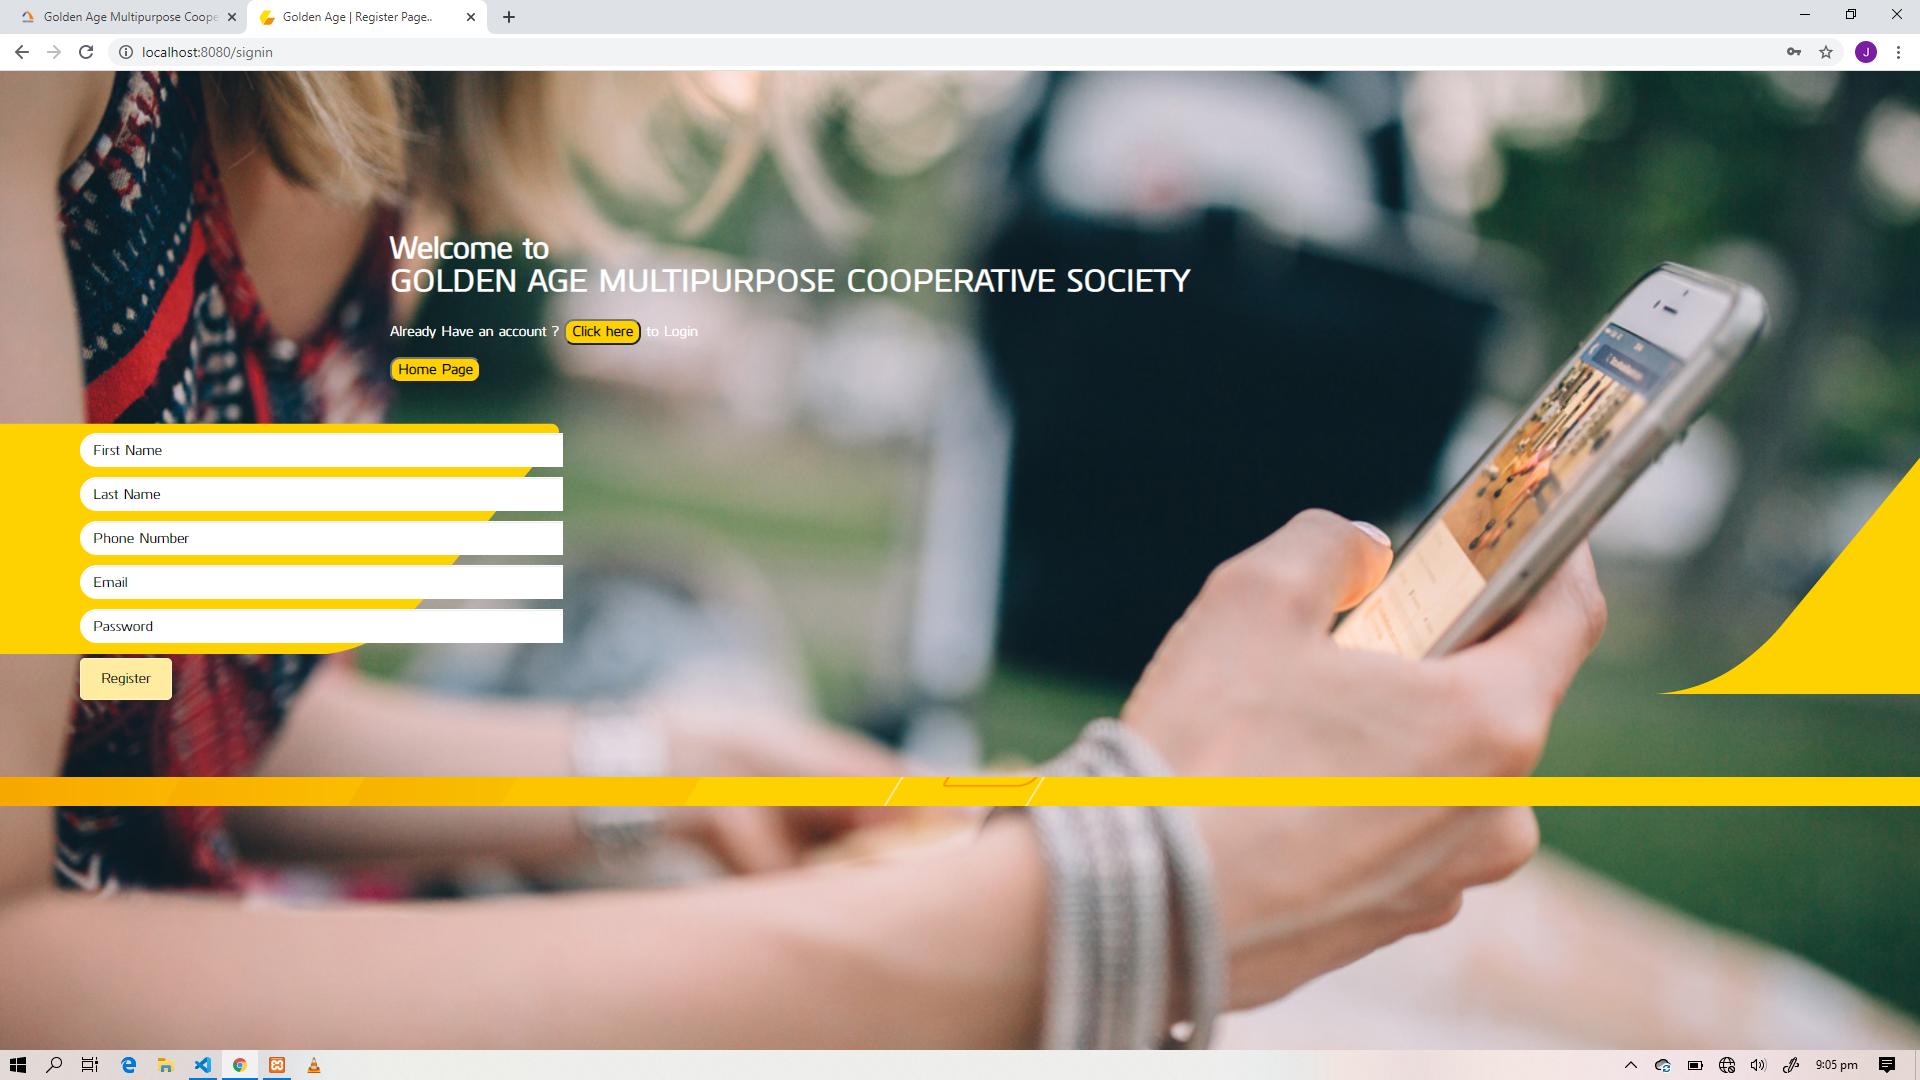 Golden Age Multipurpose Coope
Golden Age | Register Page..
localhost:8080/signin
J
Welcome to
GOLDEN AGE MULTIPURPOSE COOPERATIVE SOCIETY
Already Have an account ? Click here to Login
Home Page
First Name
Last Name
Phone Number
Email
Password
Register
9:05 pm